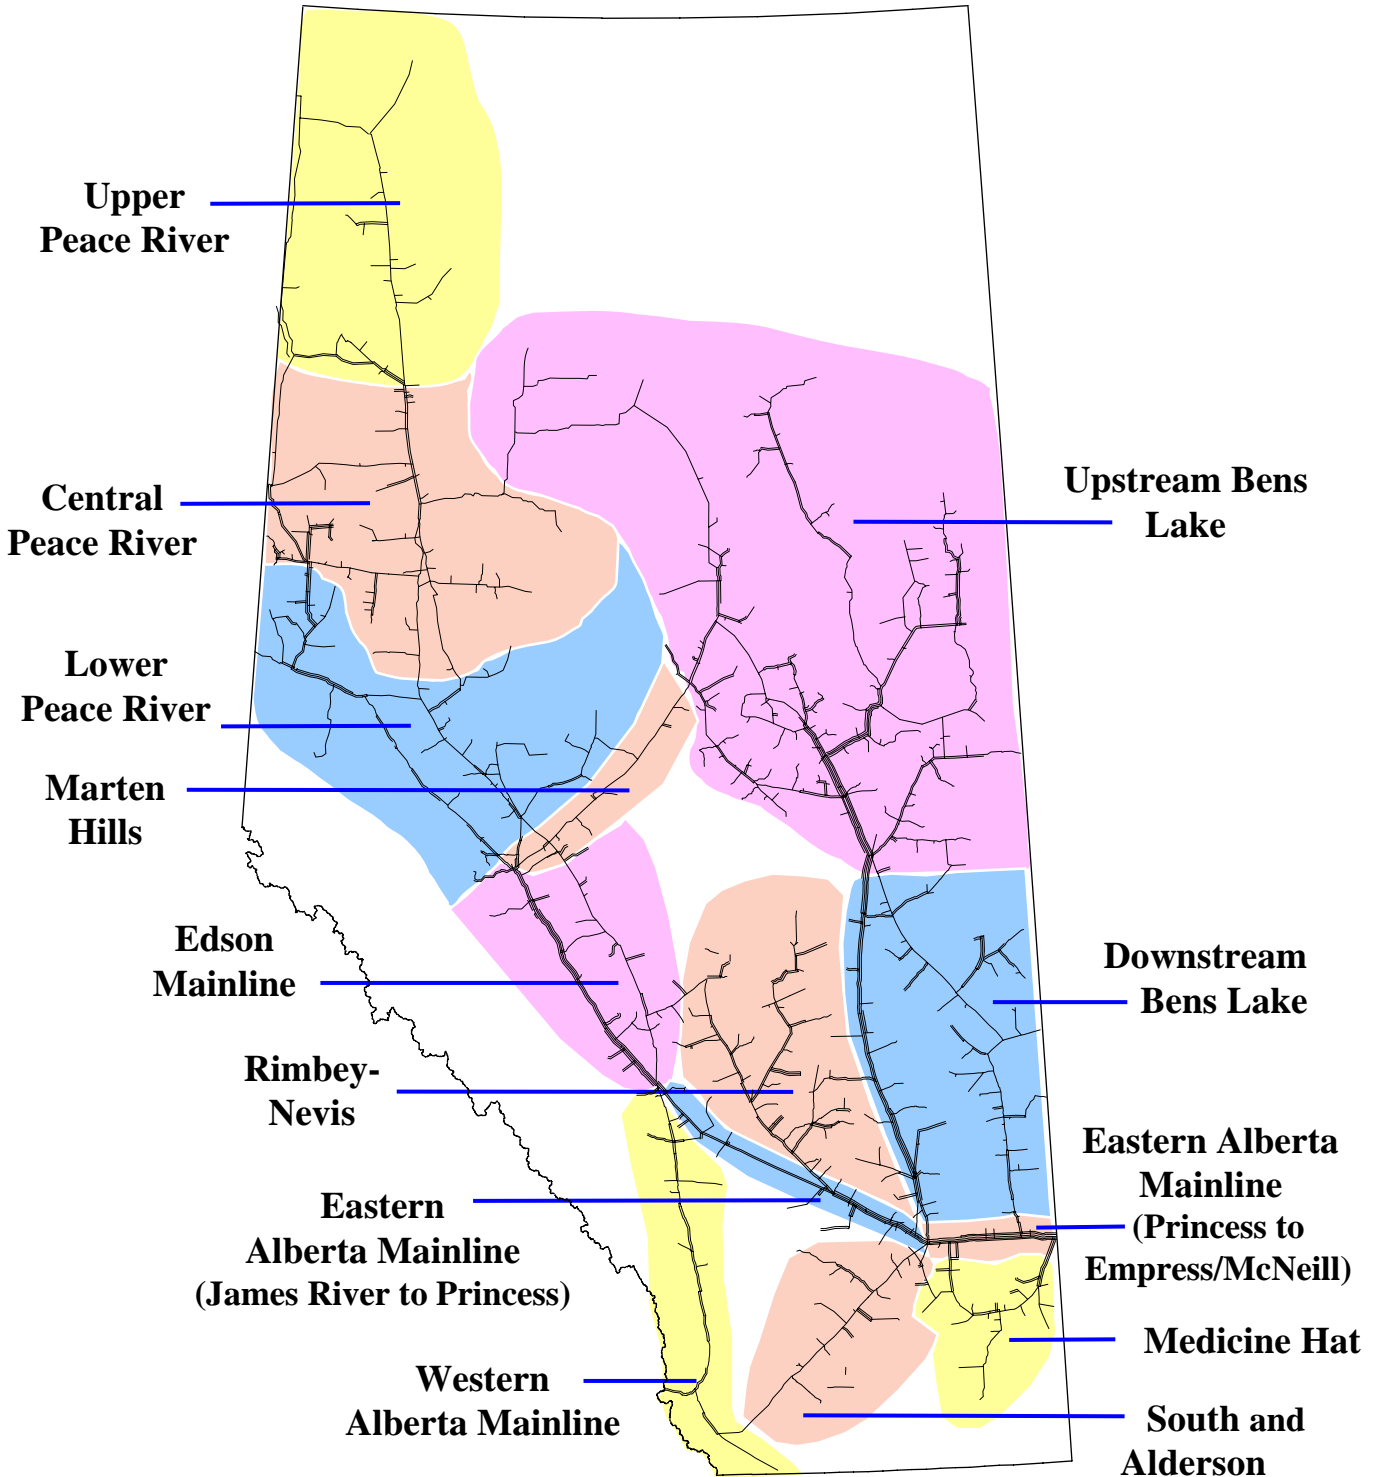 Upper
Peace River
Central
Peace River
Upstream Bens
Lake
Lower
Peace River
Marten
Hills
Edson
Mainline
Downstream
Bens Lake
Rimbey-
Nevis
Eastern Alberta
Mainline
(Princess to
Empress/McNeill)
Eastern
Alberta Mainline
(James River to Princess)
Medicine Hat
Western
Alberta Mainline
South and
Alderson